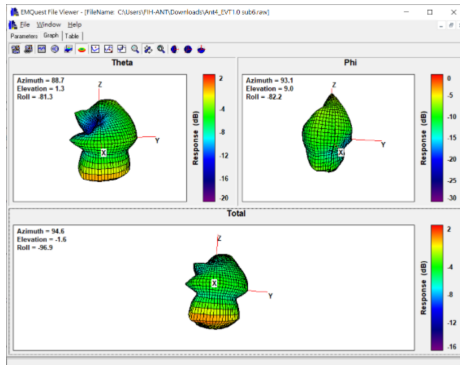 EMQuest File Viewer - [FileName: C:\Users\FIH-ANT\Downloads\Ant4_EVT1.0 sub6.raw]
File Window Help
Parameters Graph Table
Theta
Azimuth = 88.7
Elevation = 1.3
Roll = -81.3
Z
Y
X
Response (dB)
2
-4
-8
-12
-16
-20
Phi
Azimuth = 93.1
Elevation = 9.0
Roll = -82.2
Z
Y
X
Response (dB)
0
-5
-10
-15
-20
-25
-30
Total
Azimuth = 94.6
Elevation = -1.6
Roll = -96.9
Z
Y
X
Response (dB)
2
-4
-8
-12
-16